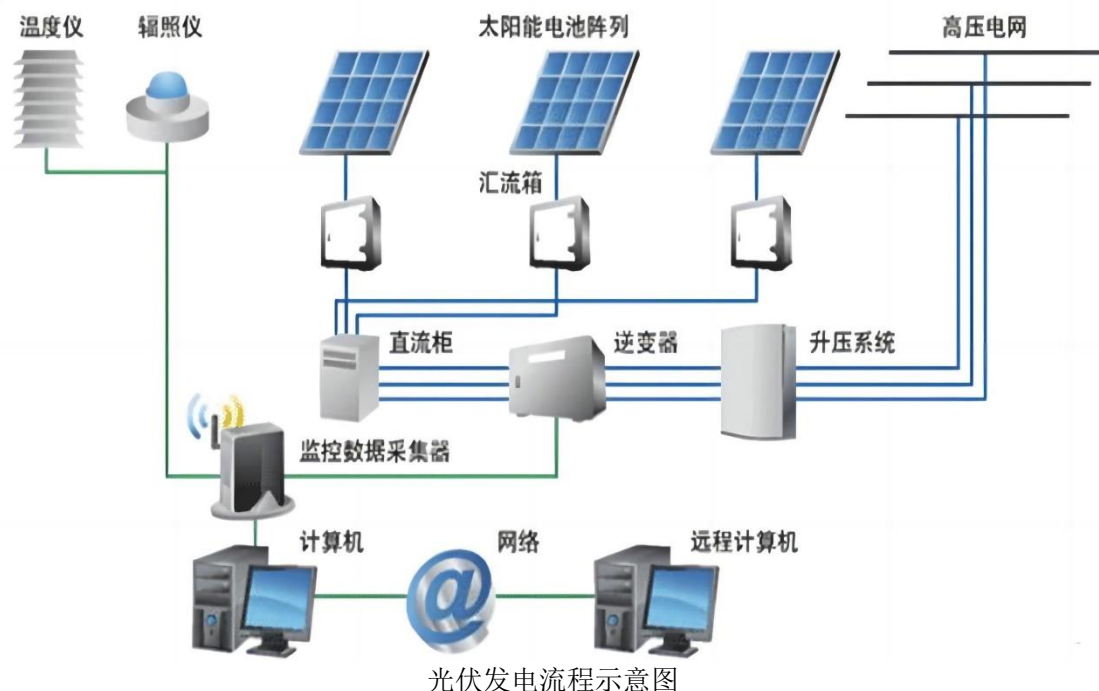 温度仪
辐照仪
太阳能电池阵列
高压电网
汇流箱
直流柜
逆变器
升压系统
监控数据采集器
计算机
网络
远程计算机
@
光伏发电流程示意图